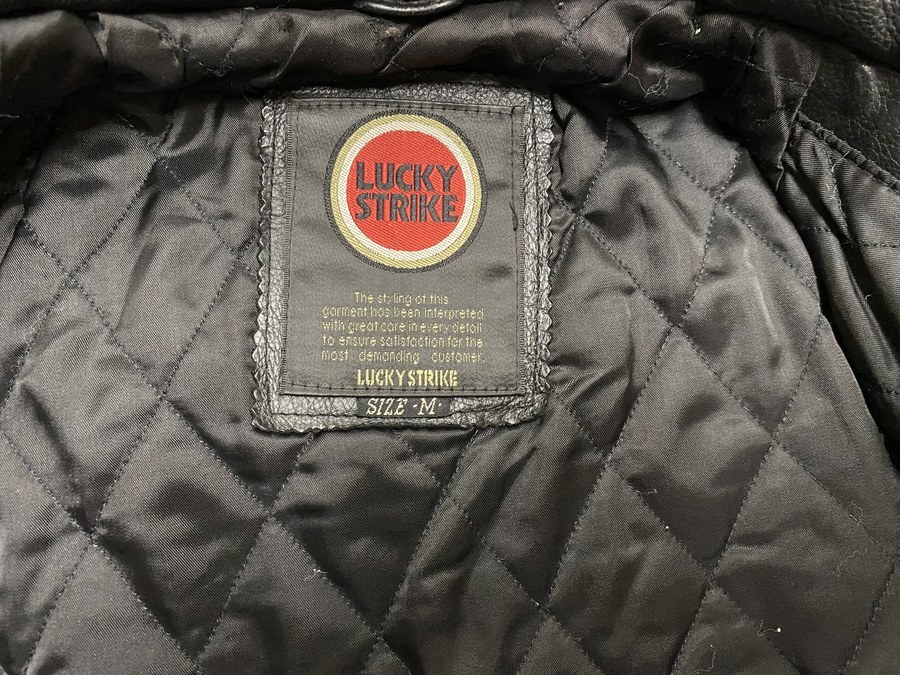 LUCKY
STRIKE
The styling of this
garment has been interpreted
with great care in every detail
to ensure satisfaction for the
most demanding customer.
LUCKY STRIKE
SIZE ·M·